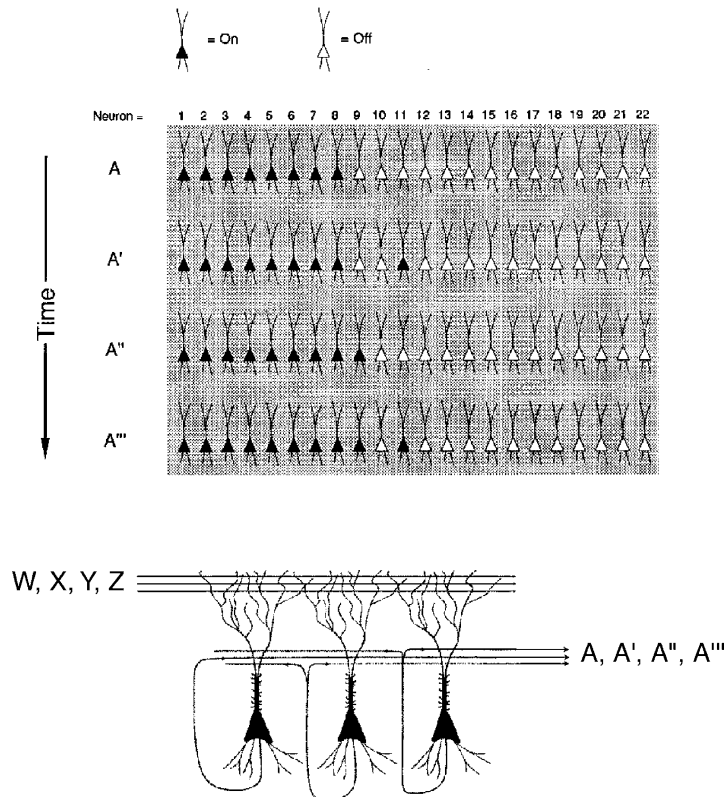 = On = Off
Neuron = 1 2 3 4 5 6 7 8 9 10 11 12 13 14 15 16 17 18 19 20 21 22
A
A'
Time
A''
A'''
W, X, Y, Z
A, A', A'', A'''